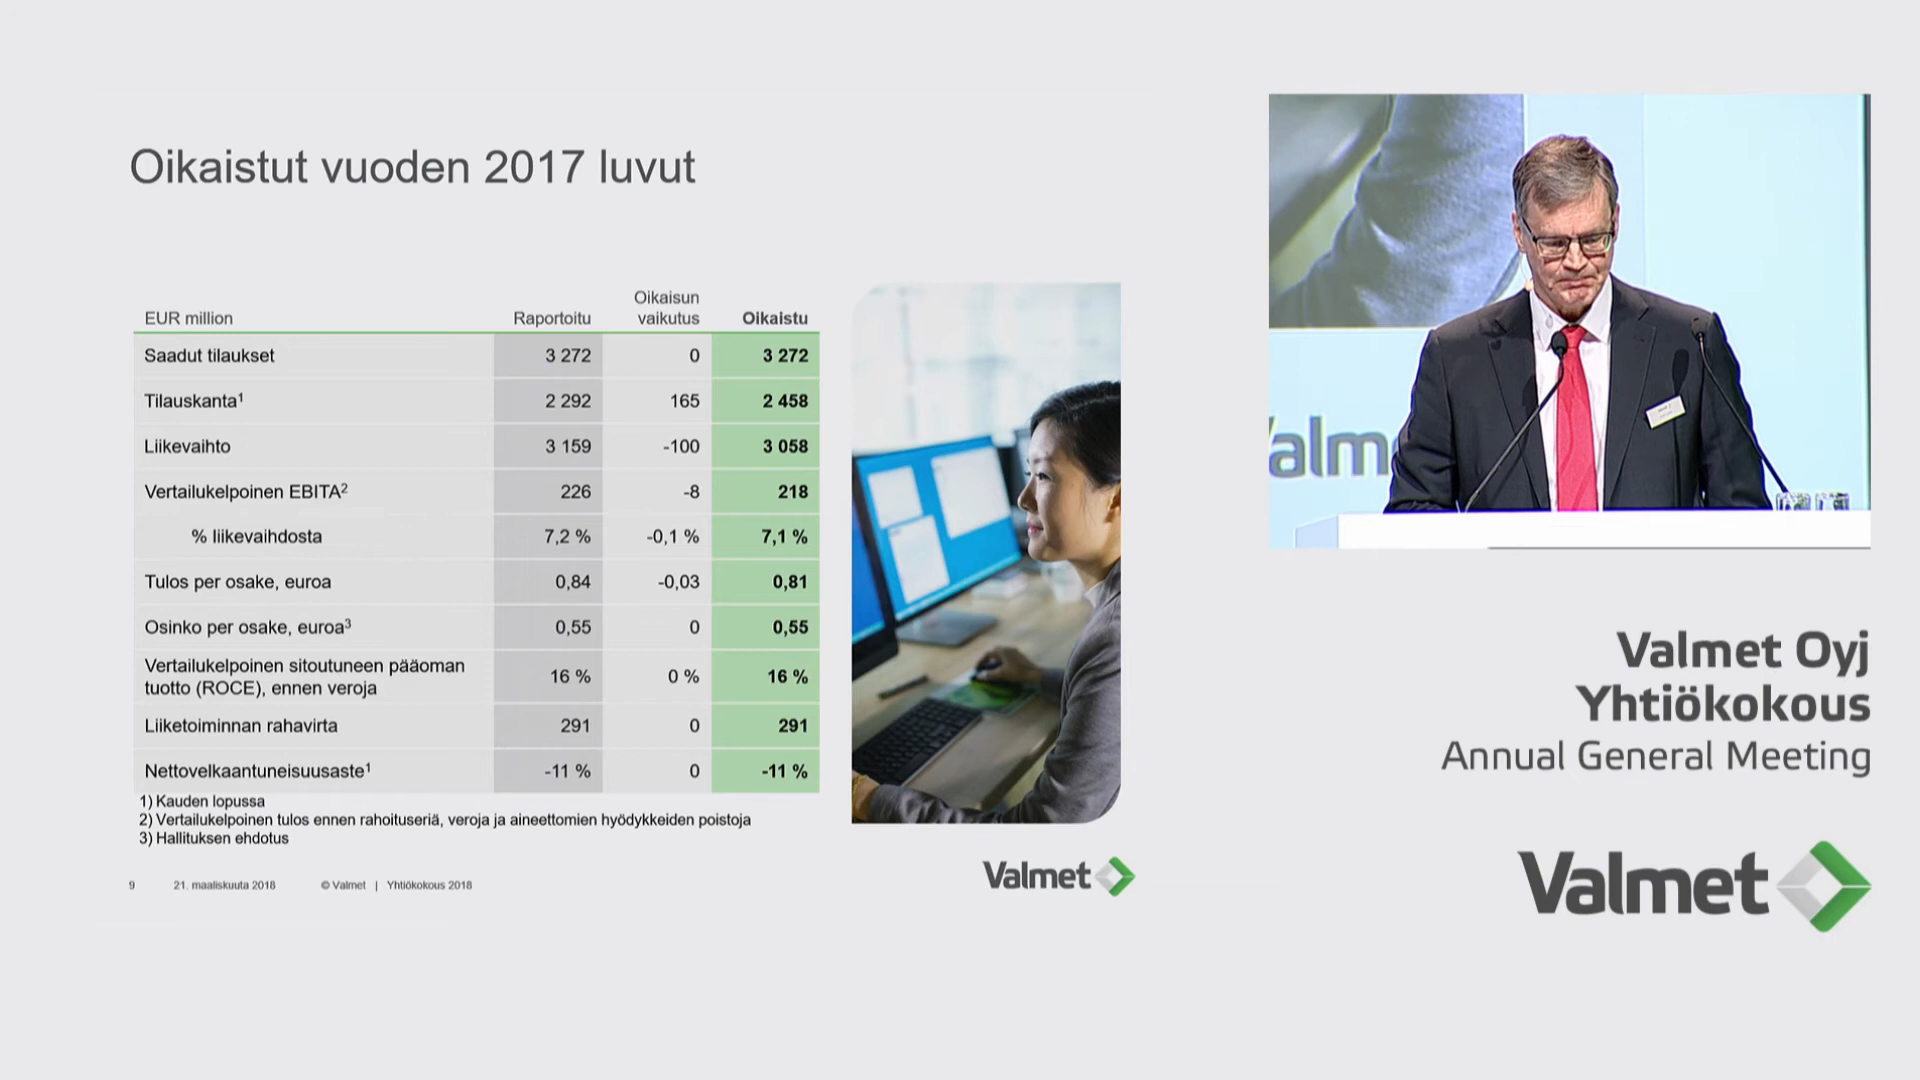 Oikaistut vuoden 2017 luvut
EUR million Raportoitu Oikaisun vaikutus Oikaistu
Saadut tilaukset 3 272 0 3 272
Tilauskanta¹ 2 292 165 2 458
Liikevaihto 3 159 -100 3 058
Vertailukelpoinen EBITA² 226 -8 218
% liikevaihdosta 7,2 % -0,1 % 7,1 %
Tulos per osake, euroa 0,84 -0,03 0,81
Osinko per osake, euroa³ 0,55 0 0,55
Vertailukelpoinen sitoutuneen pääoman
tuotto (ROCE), ennen veroja 16 % 0 % 16 %
Liiketoiminnan rahavirta 291 0 291
Nettovelkaantuneisuusaste¹ -11 % 0 -11 %
1) Kauden lopussa
2) Vertailukelpoinen tulos ennen rahoituseriä, veroja ja aineettomien hyödykkeiden poistoja
3) Hallituksen ehdotus
9 21. maaliskuuta 2018 © Valmet | Yhtiökokous 2018
Valmet
alm
Valmet Oyj
Yhtiökokous
Annual General Meeting
Valmet